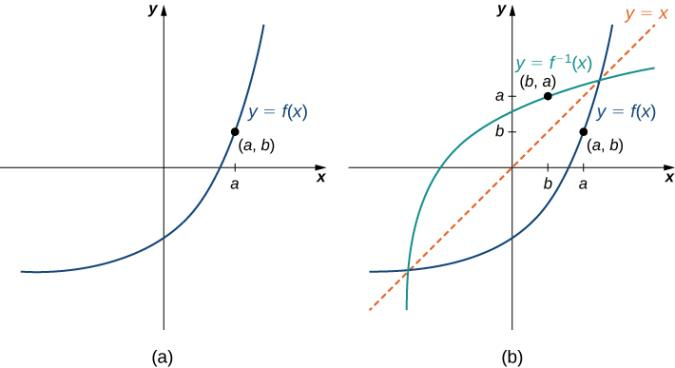 y
y = f(x)
(a, b)
a
x
(a)
y
y = x
y = f⁻¹(x)
(b, a)
a
y = f(x)
b
(a, b)
b
a
x
(b)